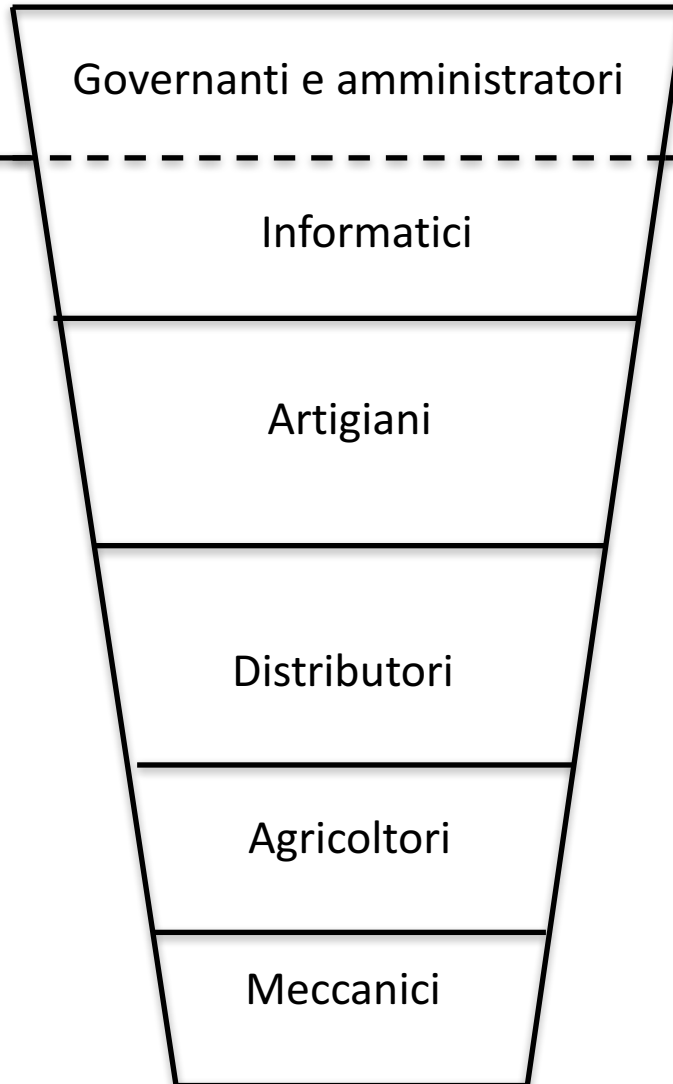 Governanti e amministratori
Informatici
Artigiani
Distributori
Agricoltori
Meccanici